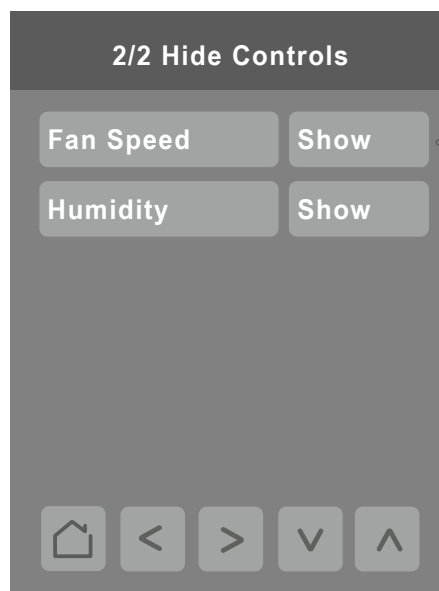 2/2 Hide Controls
Fan Speed Show
Humidity Show
< > V Λ